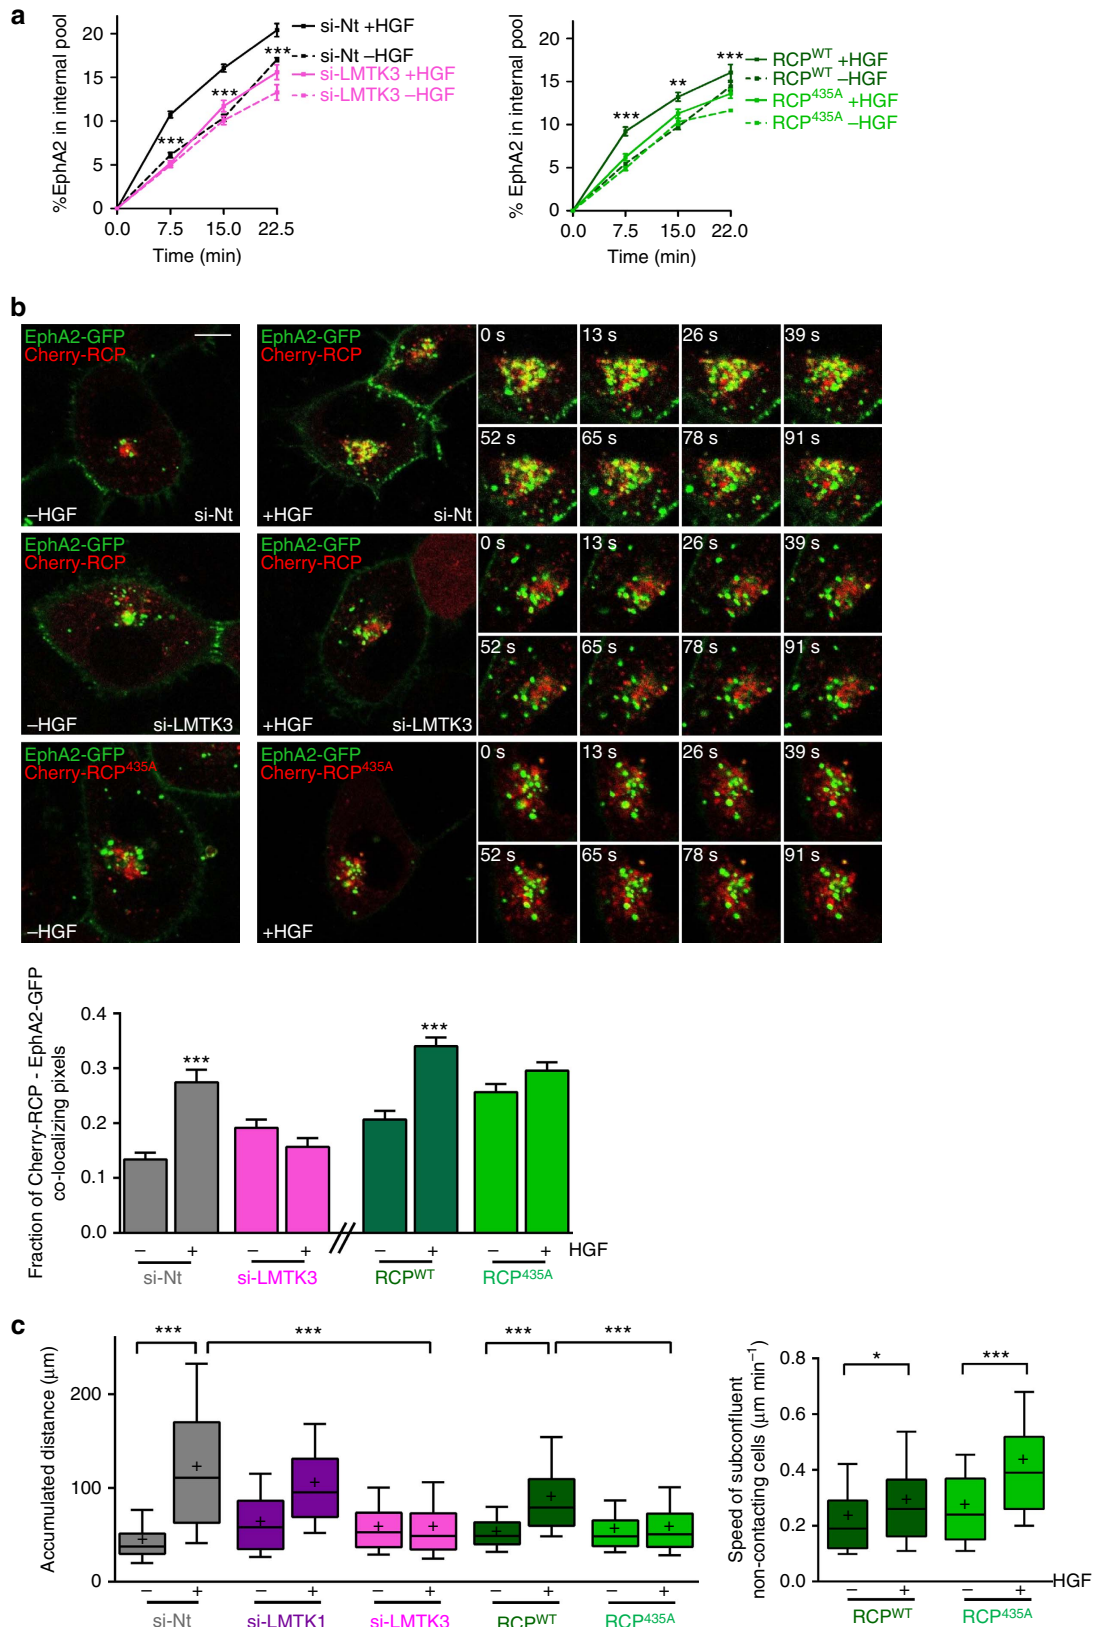 a
%EphA2 in internal pool
20
15
10
5
0
0.0 7.5 15.0 22.5
Time (min)
***
***
***
si-Nt +HGF
si-Nt –HGF
si-LMTK3 +HGF
si-LMTK3 –HGF
% EphA2 in internal pool
20
15
10
5
0
0.0 7.5 15.0 22.0
Time (min)
***
**
***
RCPWT +HGF
RCPWT –HGF
RCP435A +HGF
RCP435A –HGF
b
EphA2-GFP
Cherry-RCP
–HGF si-Nt
EphA2-GFP
Cherry-RCP
+HGF si-Nt
0 s 13 s 26 s 39 s
52 s 65 s 78 s 91 s
EphA2-GFP
Cherry-RCP
–HGF si-LMTK3
EphA2-GFP
Cherry-RCP
+HGF si-LMTK3
0 s 13 s 26 s 39 s
52 s 65 s 78 s 91 s
EphA2-GFP
Cherry-RCP435A
–HGF
EphA2-GFP
Cherry-RCP435A
+HGF
0 s 13 s 26 s 39 s
52 s 65 s 78 s 91 s
Fraction of Cherry-RCP - EphA2-GFP
co-localizing pixels
0.4
0.3
0.2
0.1
0.0
***
***
– + – + – + – + HGF
si-Nt si-LMTK3 RCPWT RCP435A
c
Accumulated distance (µm)
200
100
0
*** *** *** ***
– + – + – + – + – +
si-Nt si-LMTK1 si-LMTK3 RCPWT RCP435A
Speed of subconfluent
non-contacting cells (µm min–1)
0.8
0.6
0.4
0.2
0.0
* ***
– + – + HGF
RCPWT RCP435A